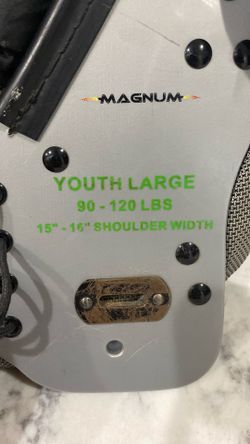 MAGNUM
YOUTH LARGE
90 - 120 LBS
15" - 16" SHOULDER WIDTH